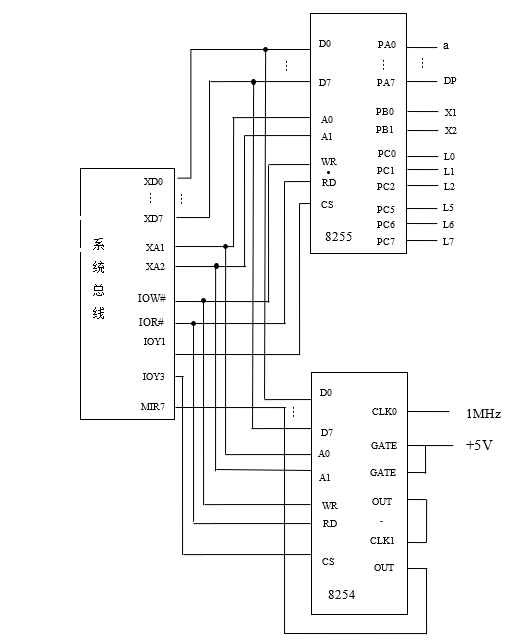 D0
PA0
a
D7
PA7
DP
A0
PB0
X1
A1
PB1
X2
WR
PC0
L0
PC1
L1
RD
PC2
L2
CS
PC5
L5
PC6
L6
8255
PC7
L7
系统总线
XD0
XD7
XA1
XA2
IOW#
IOR#
IOY1
IOY3
MIR7
D0
CLK0
1MHz
D7
GATE
+5V
A0
GATE
A1
OUT
WR
RD
CLK1
CS
OUT
8254